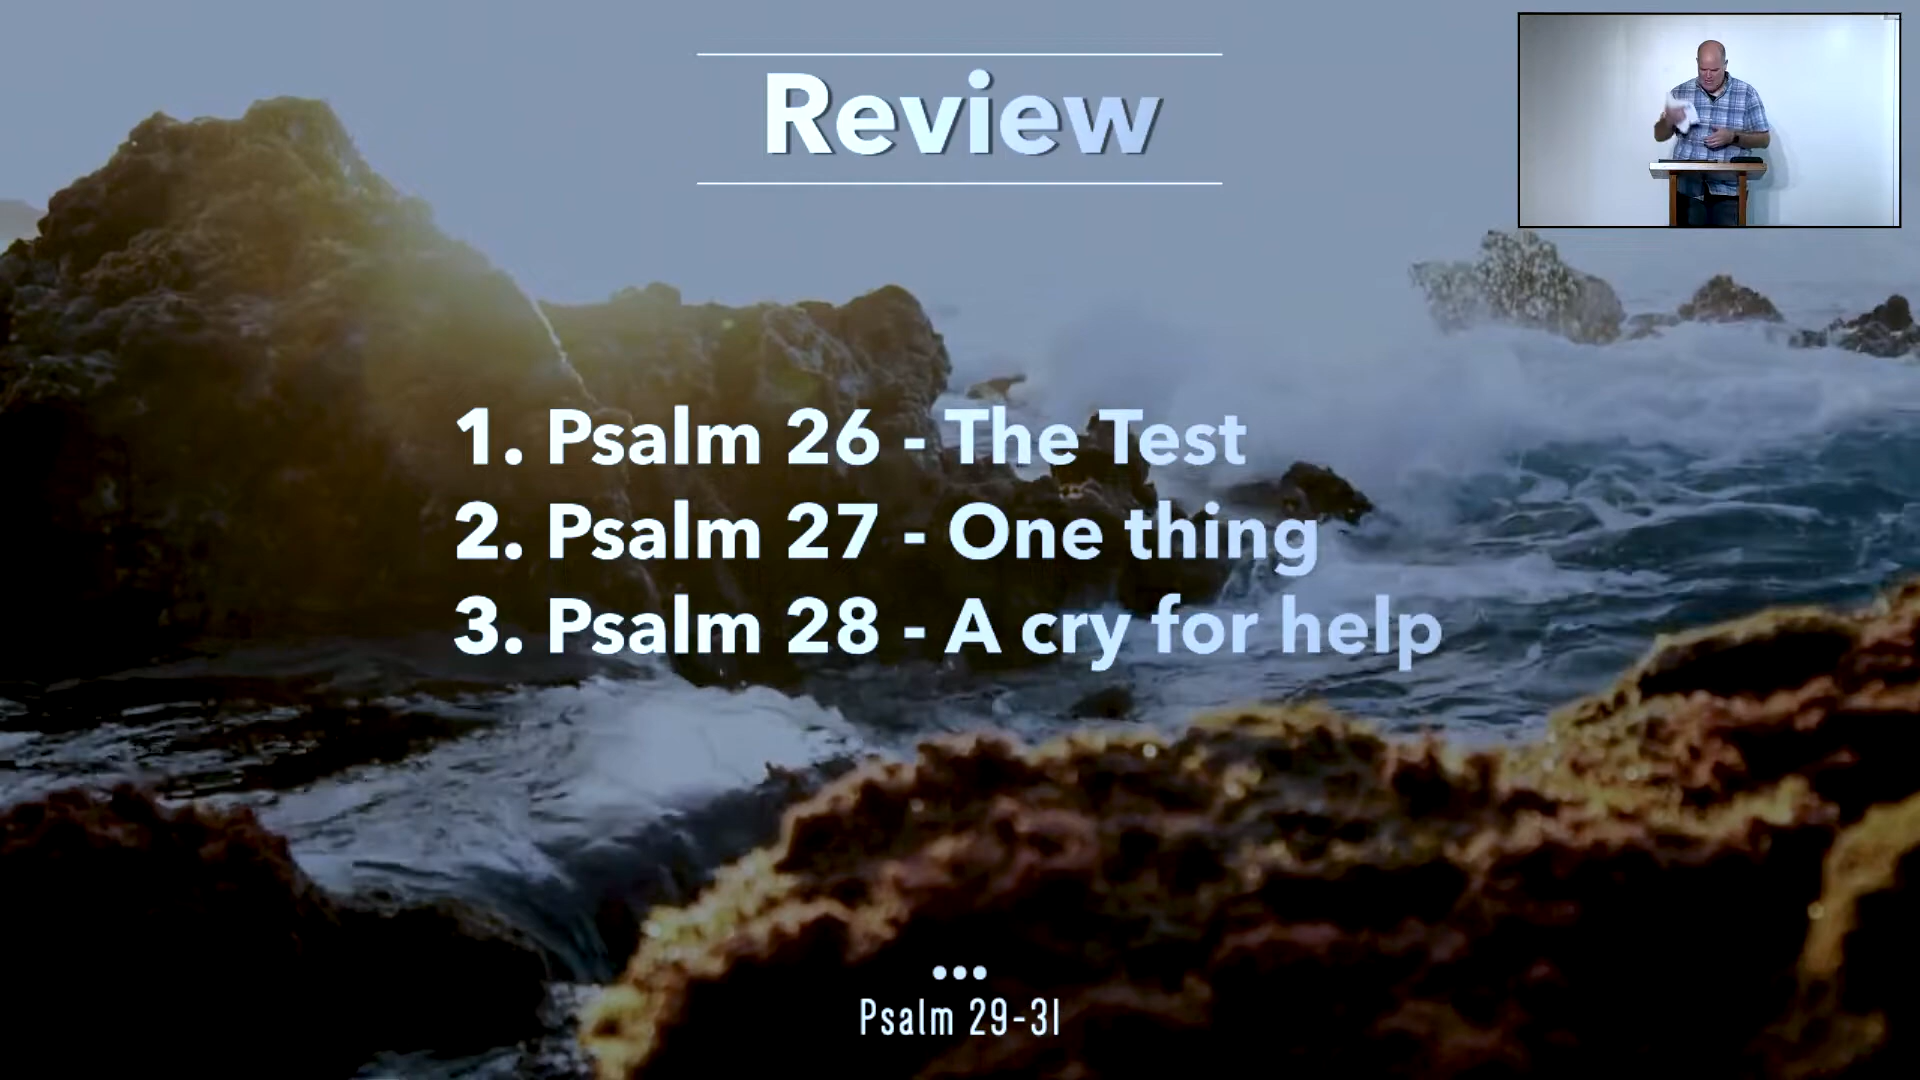 Review
1. Psalm 26 - The Test
2. Psalm 27 - One thing
3. Psalm 28 - A cry for help
Psalm 29-31